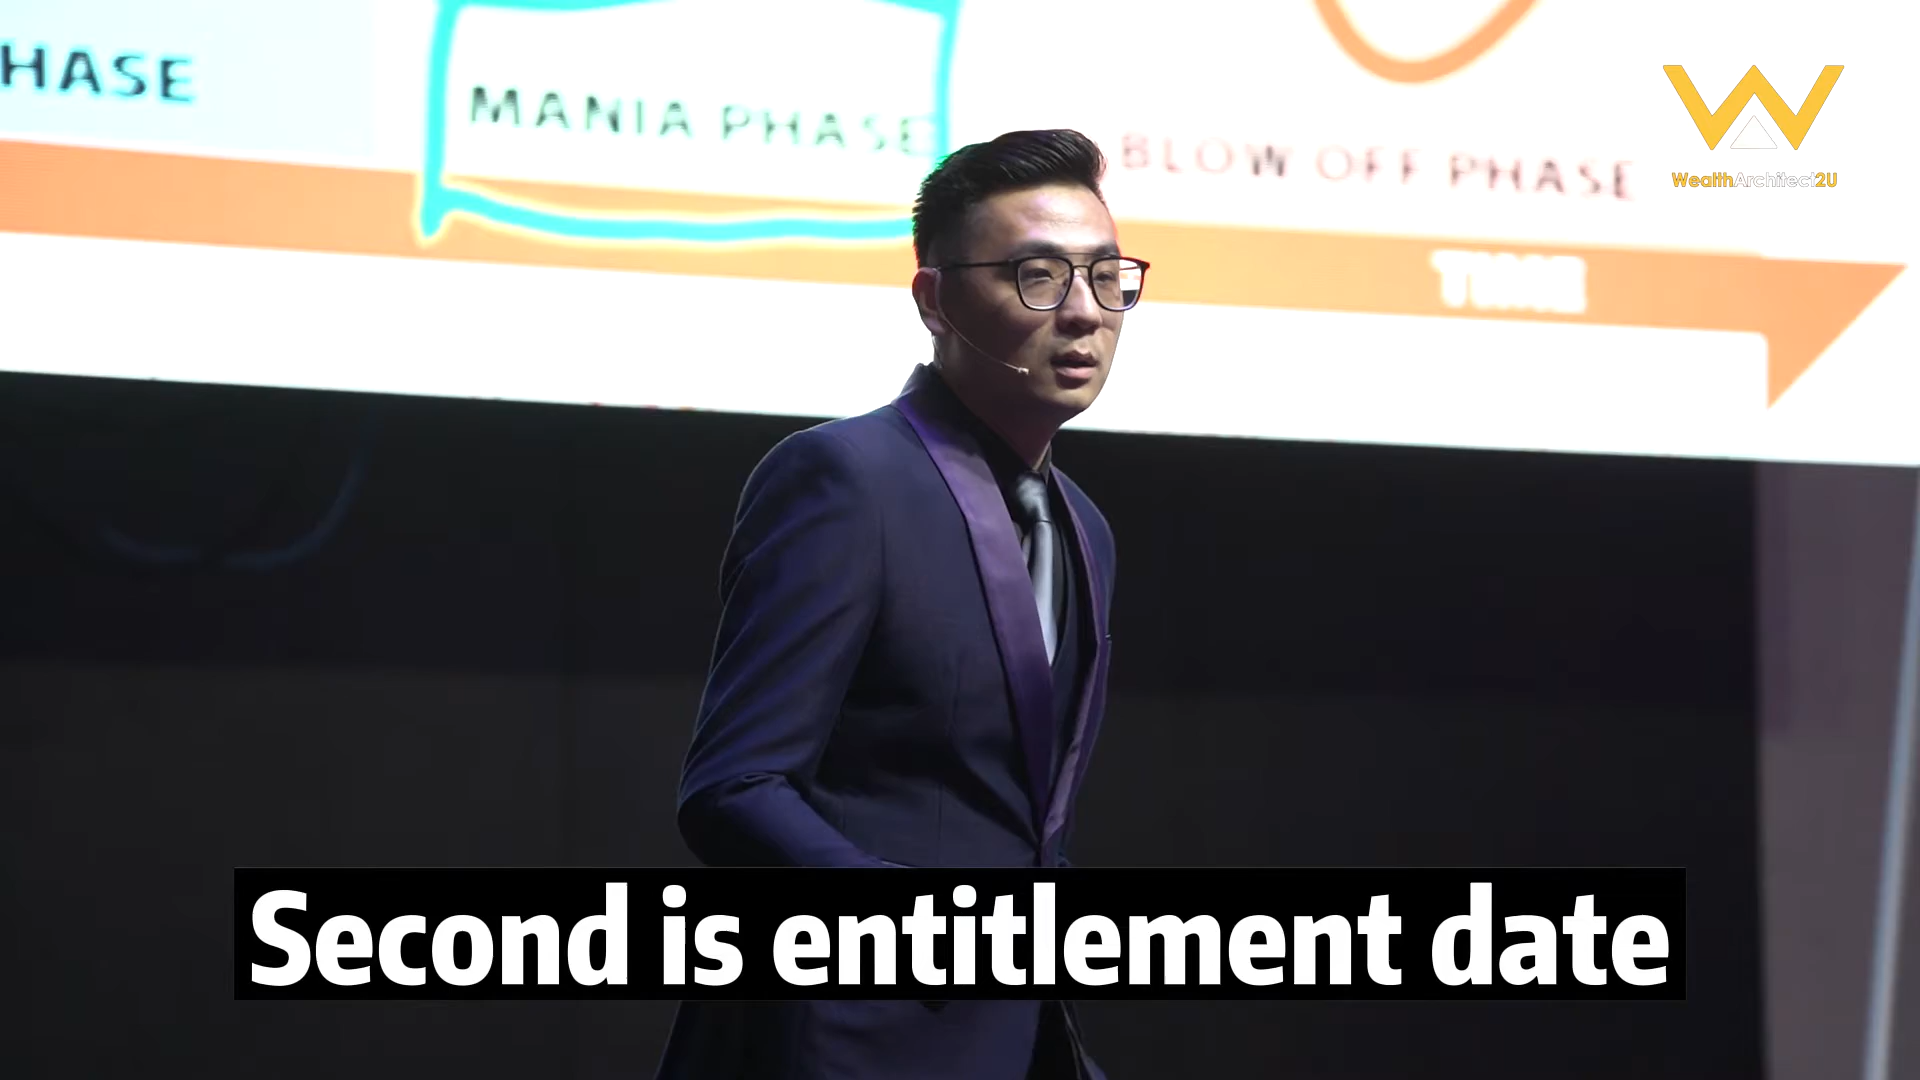 HASE
MANIA PHASE
BLOW OFF PHASE
WealthArchitect2U
TIME
Second is entitlement date